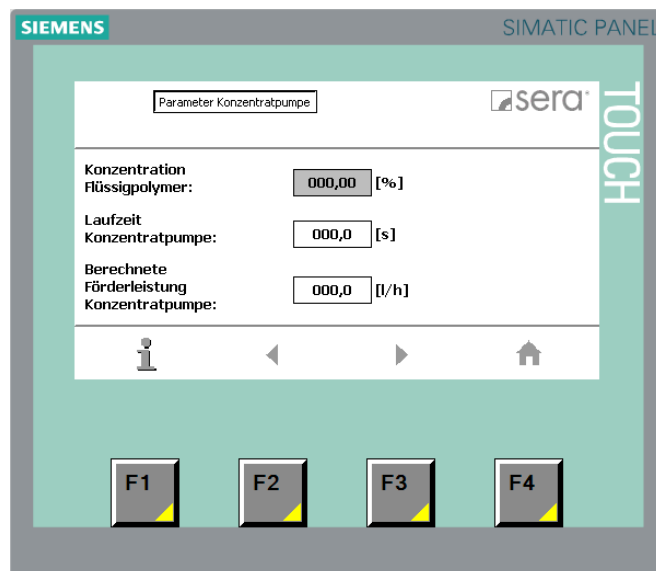 SIEMENS
SIMATIC PANEL
TOUCH
Parameter Konzentratpumpe
sera
Konzentration
Flüssigpolymer:
000,00 [%]
Laufzeit
Konzentratpumpe:
000,0 [s]
Berechnete
Förderleistung
Konzentratpumpe:
000,0 [l/h]
F1
F2
F3
F4